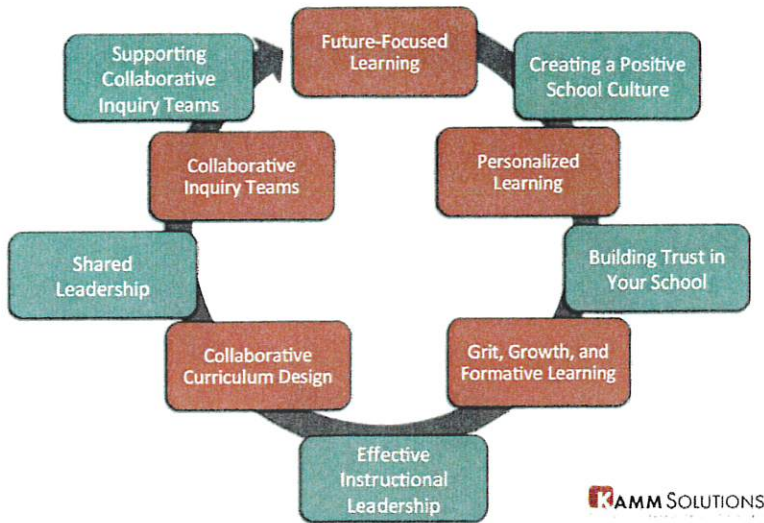 Future-Focused
Learning
Creating a Positive
School Culture
Personalized
Learning
Building Trust in
Your School
Grit, Growth, and
Formative Learning
Effective
Instructional
Leadership
Collaborative
Curriculum Design
Shared
Leadership
Collaborative
Inquiry Teams
Supporting
Collaborative
Inquiry Teams
KAMM SOLUTIONS